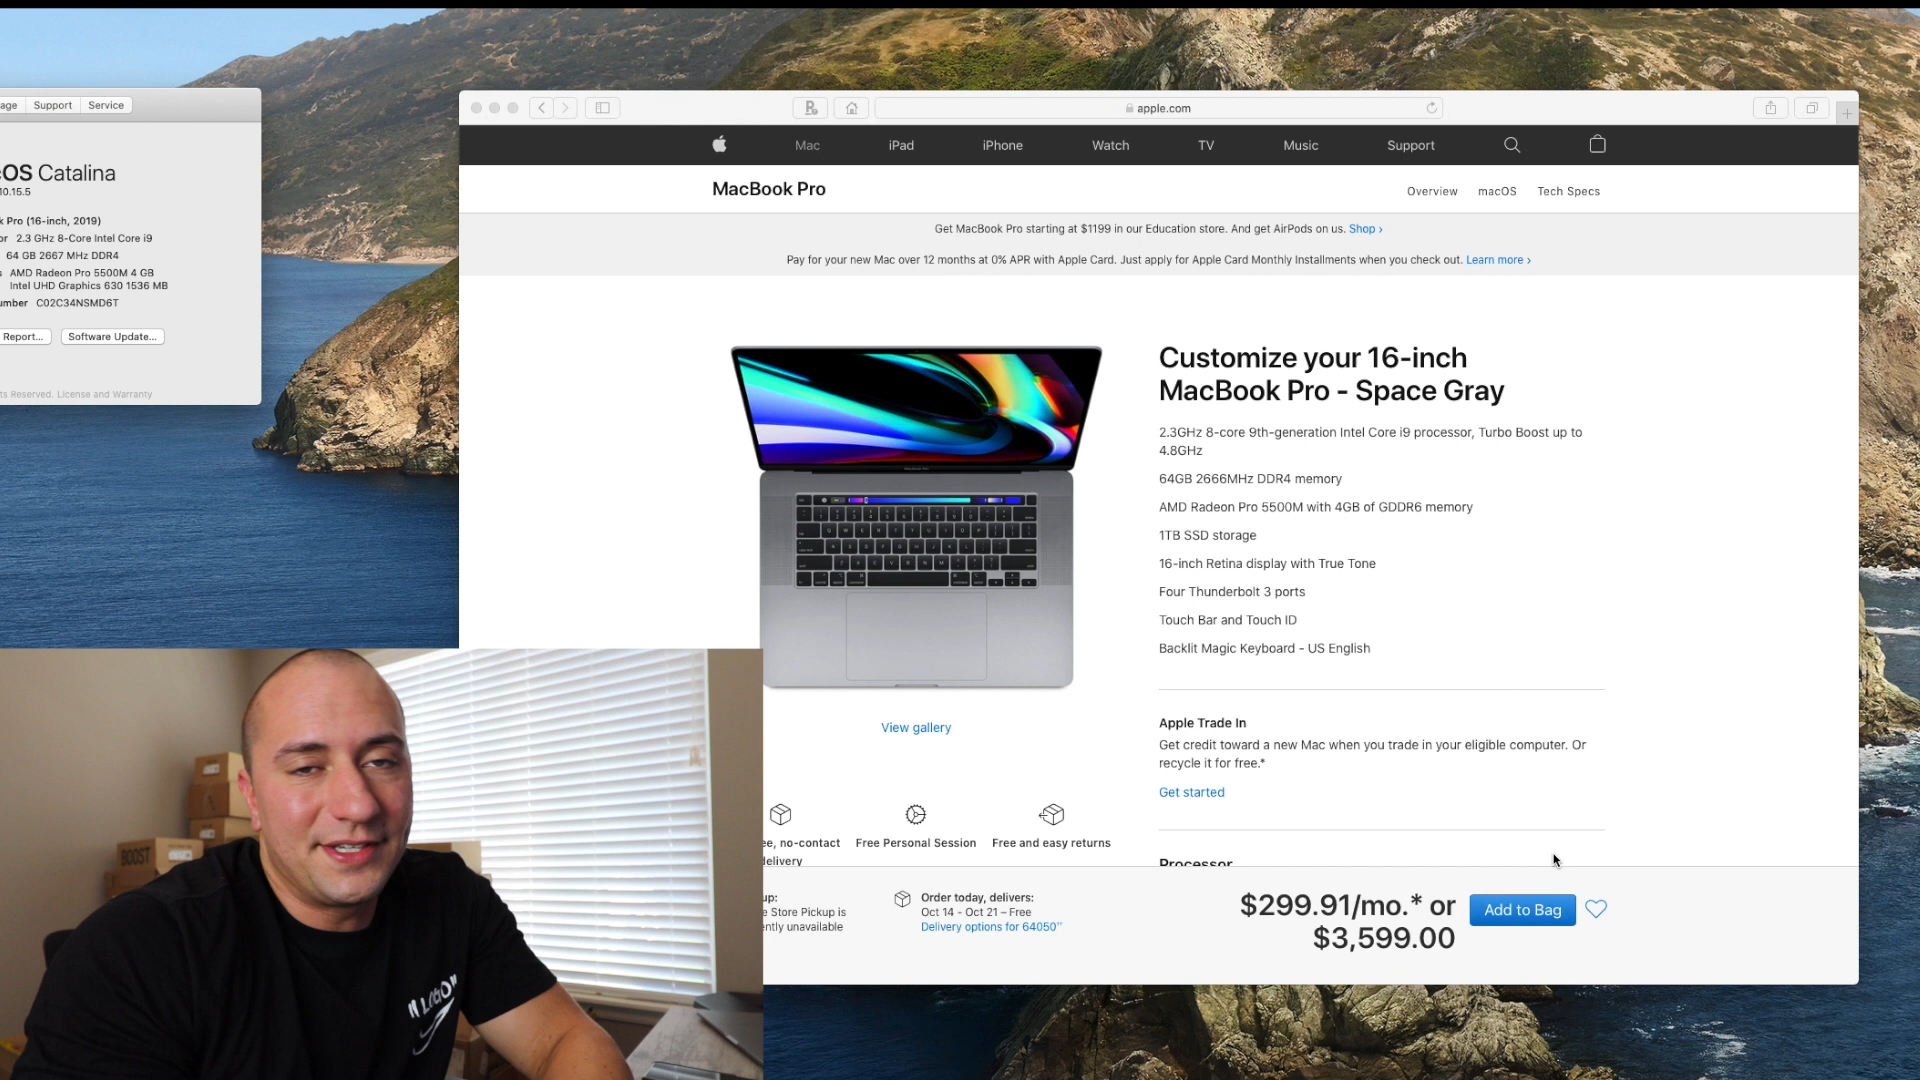 age Support Service
OS Catalina
10.15.5
k Pro (16-inch, 2019)
or 2.3 GHz 8-Core Intel Core i9
64 GB 2667 MHz DDR4
s AMD Radeon Pro 5500M 4 GB
Intel UHD Graphics 630 1536 MB
umber C02C34NSMD6T
Report... Software Update...
ts Reserved. License and Warranty
apple.com
Mac iPad iPhone Watch TV Music Support
MacBook Pro
Overview macOS Tech Specs
Get MacBook Pro starting at $1199 in our Education store. And get AirPods on us. Shop ›
Pay for your new Mac over 12 months at 0% APR with Apple Card. Just apply for Apple Card Monthly Installments when you check out. Learn more ›
Customize your 16-inch
MacBook Pro - Space Gray
2.3GHz 8-core 9th-generation Intel Core i9 processor, Turbo Boost up to
4.8GHz
64GB 2666MHz DDR4 memory
AMD Radeon Pro 5500M with 4GB of GDDR6 memory
1TB SSD storage
16-inch Retina display with True Tone
Four Thunderbolt 3 ports
Touch Bar and Touch ID
Backlit Magic Keyboard - US English
View gallery
Apple Trade In
Get credit toward a new Mac when you trade in your eligible computer. Or
recycle it for free.*
Get started
ee, no-contact
delivery
Free Personal Session
Free and easy returns
Processor
up:
e Store Pickup is
ently unavailable
Order today, delivers:
Oct 14 - Oct 21 – Free
Delivery options for 64050**
$299.91/mo.* or
$3,599.00
Add to Bag
BOOST
"LOGO"